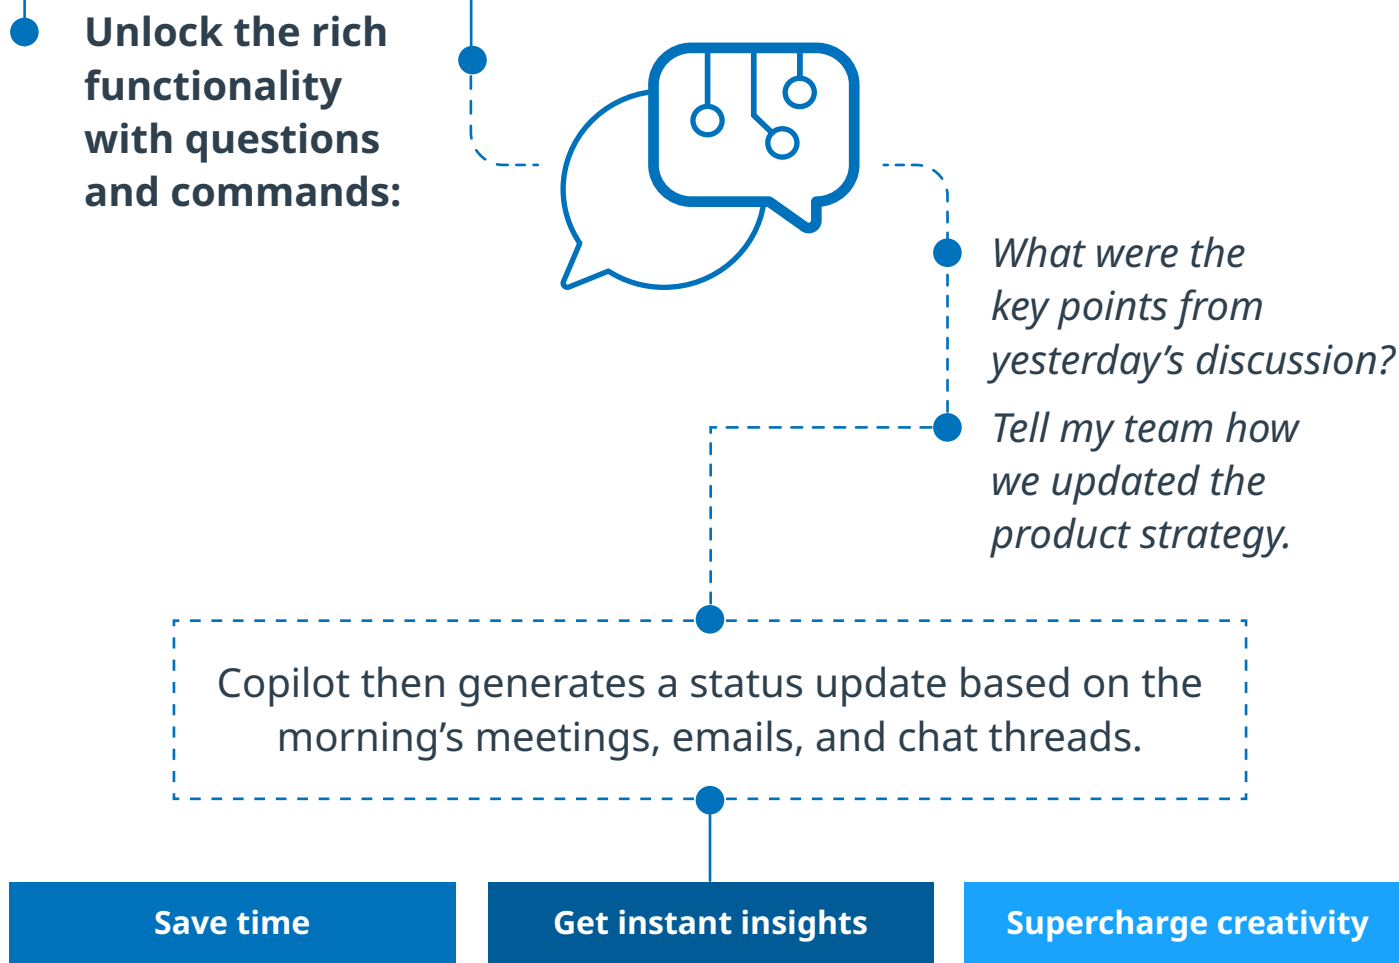 Unlock the rich
functionality
with questions
and commands:
What were the
key points from
yesterday’s discussion?
Tell my team how
we updated the
product strategy.
Copilot then generates a status update based on the
morning’s meetings, emails, and chat threads.
Save time
Get instant insights
Supercharge creativity